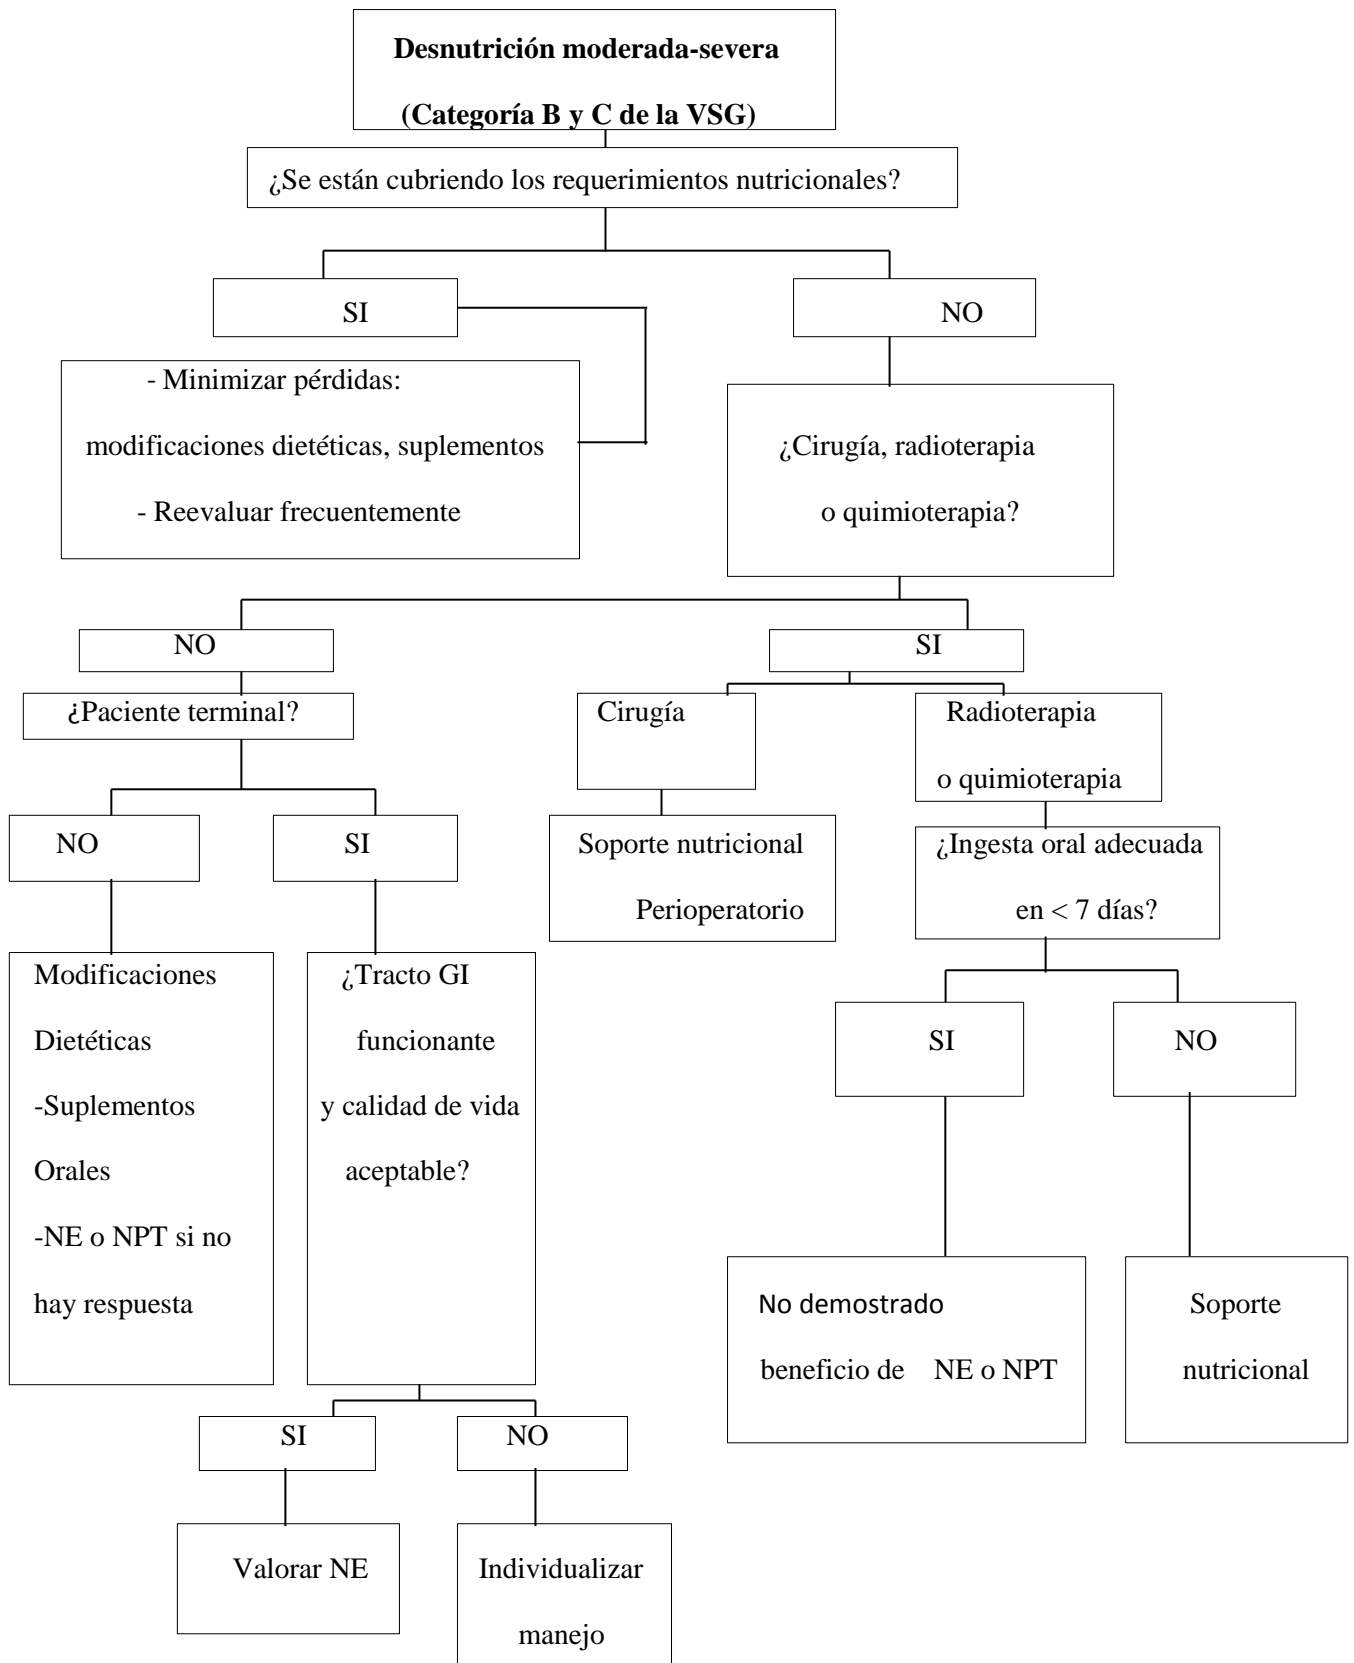 Desnutrición moderada-severa
(Categoría B y C de la VSG)
¿Se están cubriendo los requerimientos nutricionales?
SI
NO
- Minimizar pérdidas:
modificaciones dietéticas, suplementos
- Reevaluar frecuentemente
¿Cirugía, radioterapia
o quimioterapia?
NO
SI
¿Paciente terminal?
Cirugía
Radioterapia
o quimioterapia
NO
SI
Soporte nutricional
Perioperatorio
¿Ingesta oral adecuada
en < 7 días?
Modificaciones
Dietéticas
-Suplementos
Orales
-NE o NPT si no
hay respuesta
¿Tracto GI
funcionante
y calidad de vida
aceptable?
SI
NO
No demostrado
beneficio de NE o NPT
Soporte
nutricional
SI
NO
Valorar NE
Individualizar
manejo